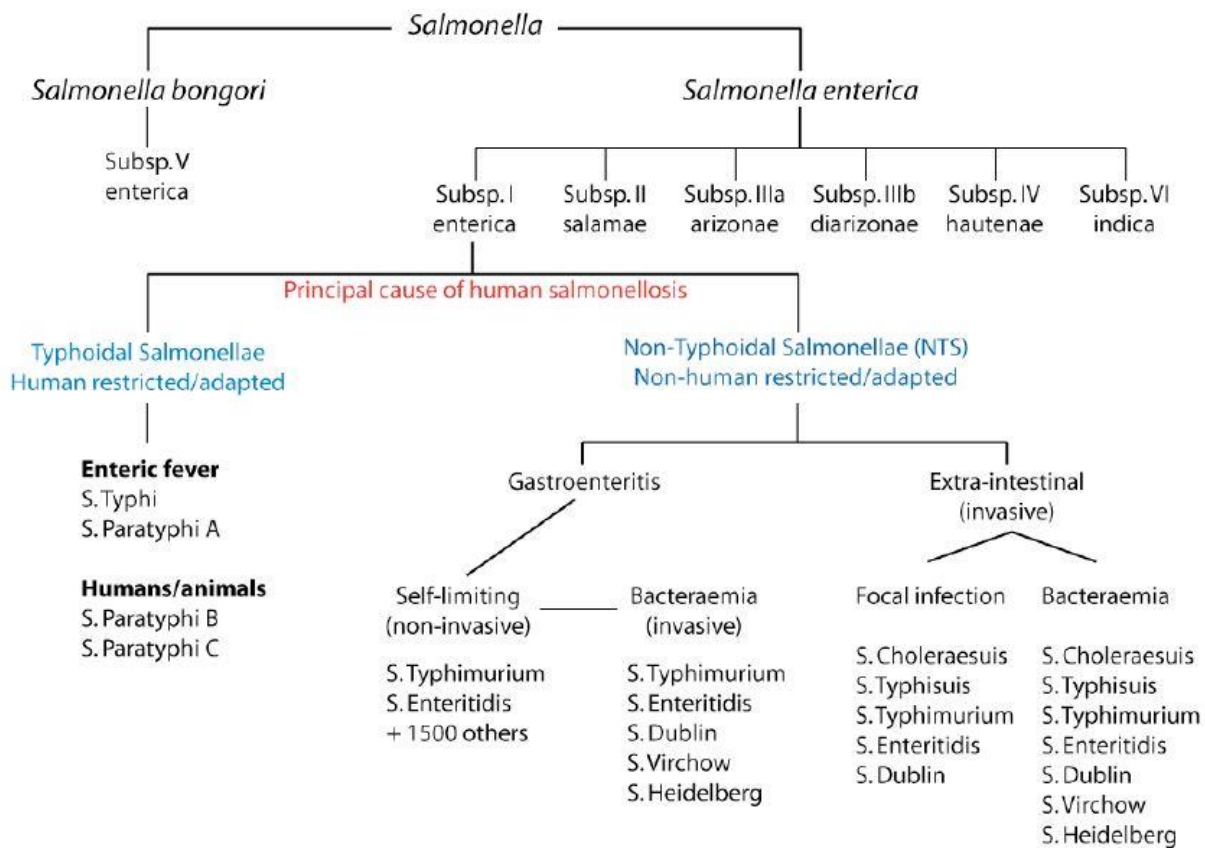 Salmonella
Salmonella bongori
Salmonella enterica
Subsp. V
enterica
Subsp. I
enterica
Subsp. II
salamae
Subsp. IIIa
arizonae
Subsp. IIIb
diarizonae
Subsp. IV
hautenae
Subsp. VI
indica
Principal cause of human salmonellosis
Typhoidal Salmonellae
Human restricted/adapted
Non-Typhoidal Salmonellae (NTS)
Non-human restricted/adapted
Enteric fever
S. Typhi
S. Paratyphi A
Humans/animals
S. Paratyphi B
S. Paratyphi C
Gastroenteritis
Extra-intestinal
(invasive)
Self-limiting
(non-invasive)
S. Typhimurium
S. Enteritidis
+ 1500 others
Bacteraemia
(invasive)
S. Typhimurium
S. Enteritidis
S. Dublin
S. Virchow
S. Heidelberg
Focal infection
S. Choleraesuis
S. Typhisuis
S. Typhimurium
S. Enteritidis
S. Dublin
Bacteraemia
S. Choleraesuis
S. Typhisuis
S. Typhimurium
S. Enteritidis
S. Dublin
S. Virchow
S. Heidelberg